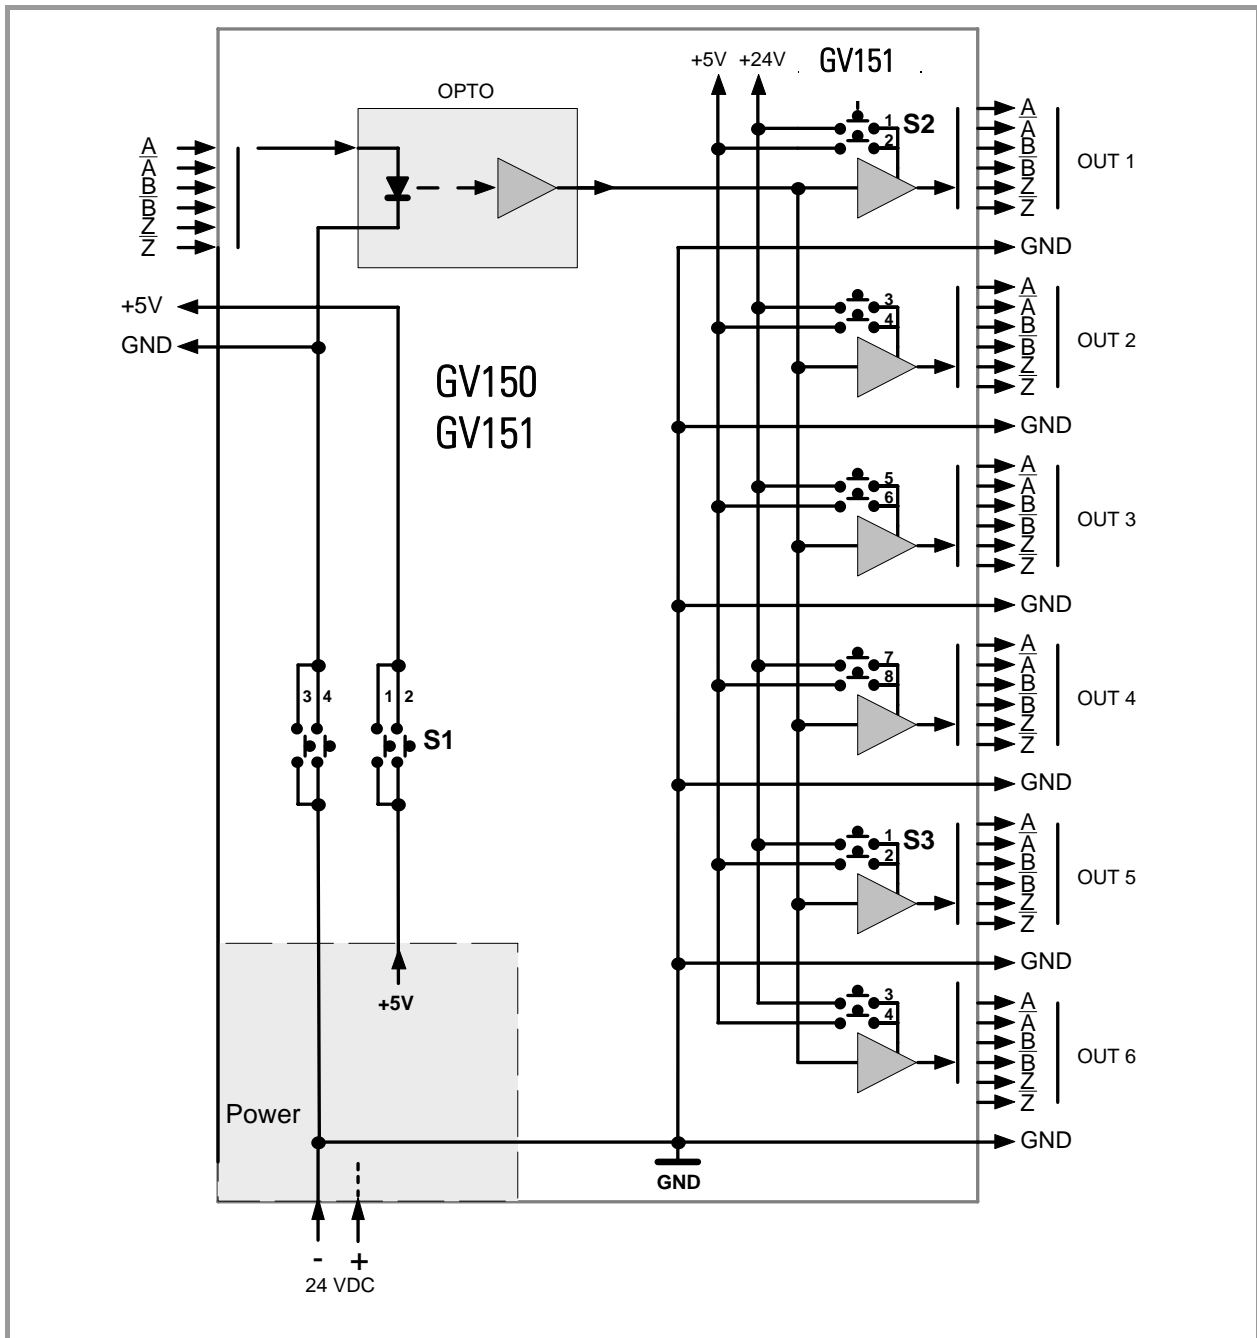 +5V +24V GV151
OPTO
A
A̅
B
B̅
Z
Z̅
1
2
S2
A
A̅
B
B̅
Z
Z̅
OUT 1
GND
+5V
GND
GV150
GV151
3
4
A
A̅
B
B̅
Z
Z̅
OUT 2
GND
5
6
A
A̅
B
B̅
Z
Z̅
OUT 3
GND
3 4
1 2
S1
7
8
A
A̅
B
B̅
Z
Z̅
OUT 4
GND
1
2
S3
A
A̅
B
B̅
Z
Z̅
OUT 5
GND
+5V
3
4
A
A̅
B
B̅
Z
Z̅
OUT 6
Power
GND
GND
- +
24 VDC